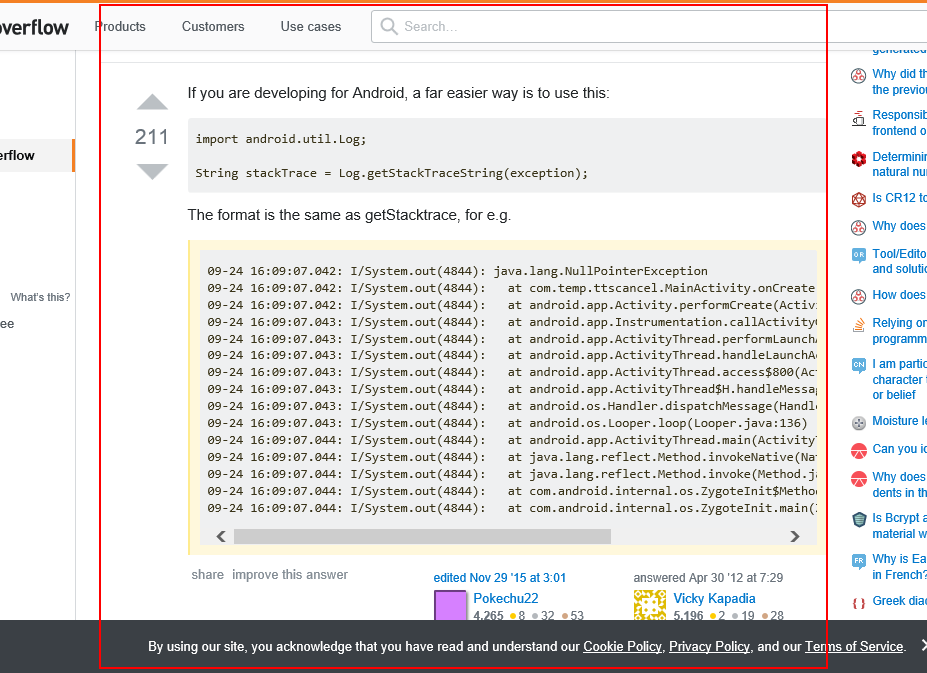 overflow Products Customers Use cases Search...
If you are developing for Android, a far easier way is to use this:
211
import android.util.Log;
String stackTrace = Log.getStackTraceString(exception);
The format is the same as getStacktrace, for e.g.
09-24 16:09:07.042: I/System.out(4844): java.lang.NullPointerException
09-24 16:09:07.042: I/System.out(4844):   at com.temp.ttscancel.MainActivity.onCreate
09-24 16:09:07.042: I/System.out(4844):   at android.app.Activity.performCreate(Activi
09-24 16:09:07.043: I/System.out(4844):   at android.app.Instrumentation.callActivity
09-24 16:09:07.043: I/System.out(4844):   at android.app.ActivityThread.performLaunch
09-24 16:09:07.043: I/System.out(4844):   at android.app.ActivityThread.handleLaunch
09-24 16:09:07.043: I/System.out(4844):   at android.app.ActivityThread.access$800(Act
09-24 16:09:07.043: I/System.out(4844):   at android.app.ActivityThread$H.handleMessa
09-24 16:09:07.043: I/System.out(4844):   at android.os.Handler.dispatchMessage(Handl
09-24 16:09:07.043: I/System.out(4844):   at android.os.Looper.loop(Looper.java:136)
09-24 16:09:07.044: I/System.out(4844):   at android.app.ActivityThread.main(Activity
09-24 16:09:07.044: I/System.out(4844):   at java.lang.reflect.Method.invokeNative(Na
09-24 16:09:07.044: I/System.out(4844):   at java.lang.reflect.Method.invoke(Method.j
09-24 16:09:07.044: I/System.out(4844):   at com.android.internal.os.ZygoteInit$Metho
09-24 16:09:07.044: I/System.out(4844):   at com.android.internal.os.ZygoteInit.main(
share improve this answer
edited Nov 29 '15 at 3:01
Pokechu22
4,265 8 32 53
answered Apr 30 '12 at 7:29
Vicky Kapadia
5,196 2 19 28
erflow
What's this?
ee
generated
Why did th
the previou
Responsib
frontend o
Determinin
natural nu
Is CR12 to
Why does
Tool/Edito
and solutio
How does
Relying on
programm
I am partic
character t
or belief
Moisture le
Can you id
Why does
dents in th
Is Bcrypt a
material w
Why is Ea
in French?
Greek diac
By using our site, you acknowledge that you have read and understand our Cookie Policy, Privacy Policy, and our Terms of Service.